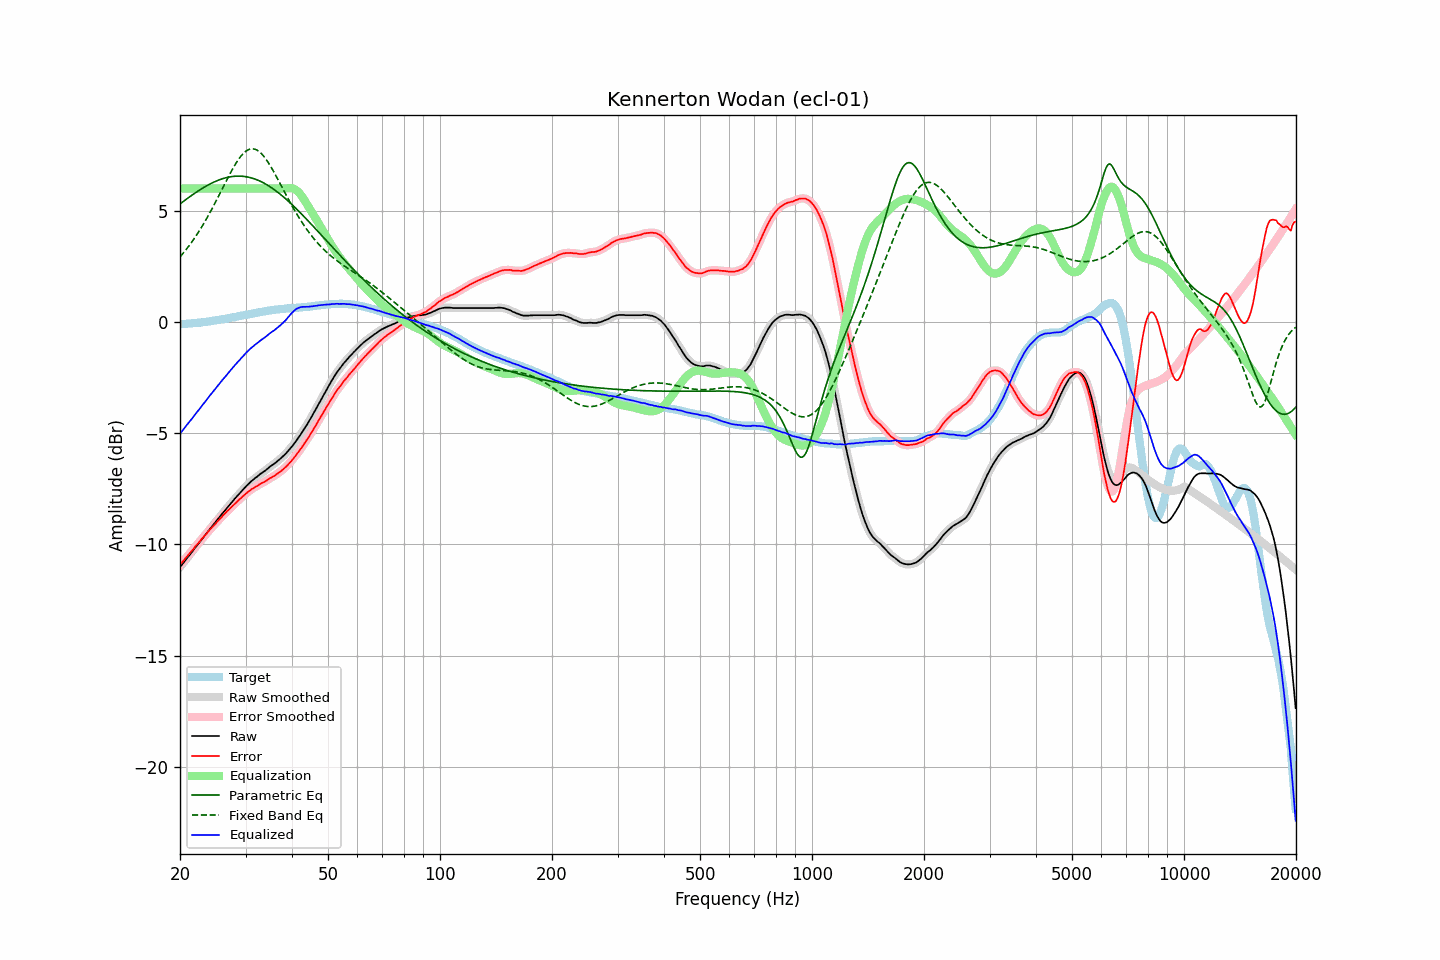 Kennerton Wodan (ecl-01)
Amplitude (dBr)
5
0
−5
−10
−15
−20
Target
Raw Smoothed
Error Smoothed
Raw
Error
Equalization
Parametric Eq
Fixed Band Eq
Equalized
20 50 100 200 500 1000 2000 5000 10000 20000
Frequency (Hz)